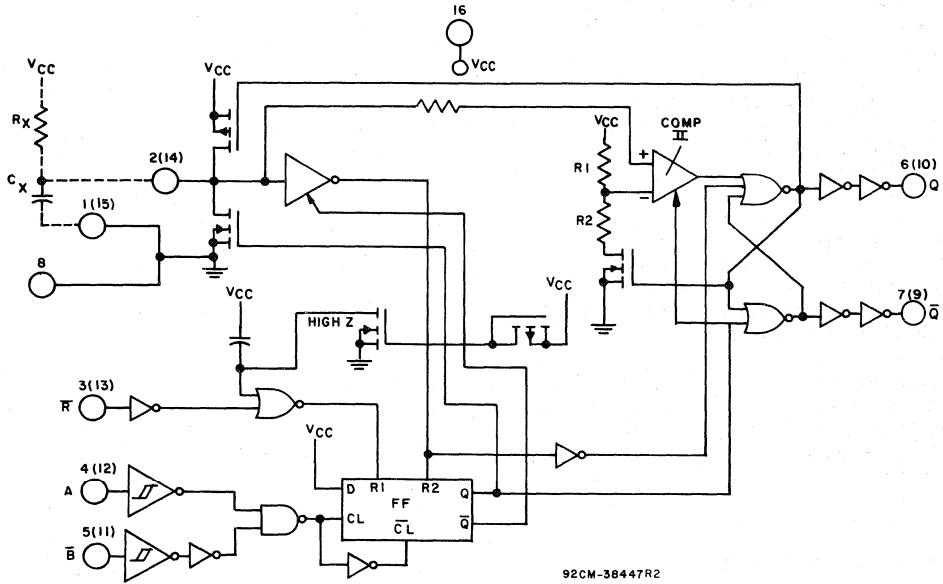 16
VCC
VCC
VCC
RX
CX
2(14)
1(15)
8
VCC
COMP
II
R1
+
−
R2
6(10)
Q
7(9)
Q̅
VCC
HIGH Z
VCC
3(13)
R̅
VCC
4(12)
A
5(11)
B̅
D
R1
R2
Q
FF
CL
C̅L̅
Q̅
92CM-38447R2